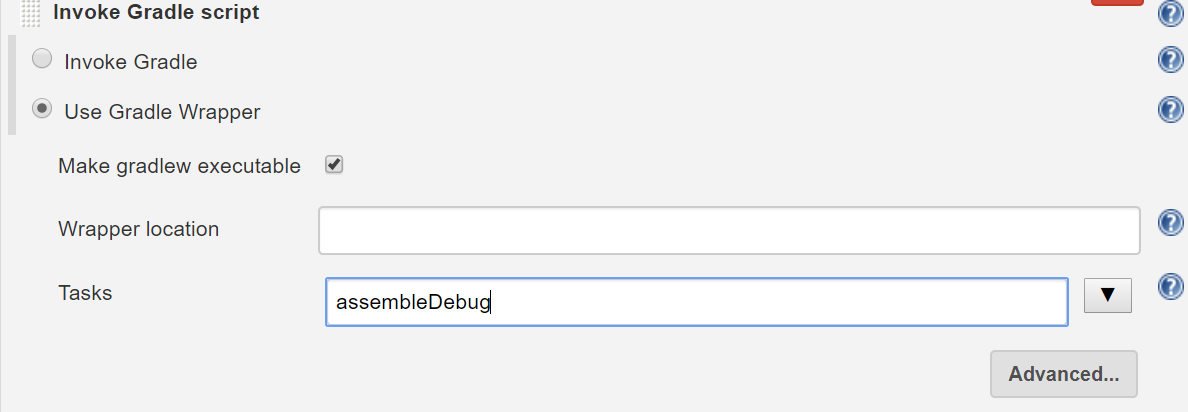 Invoke Gradle script
?
Invoke Gradle
?
Use Gradle Wrapper
?
Make gradlew executable
Wrapper location
?
Tasks
assembleDebug
?
Advanced...